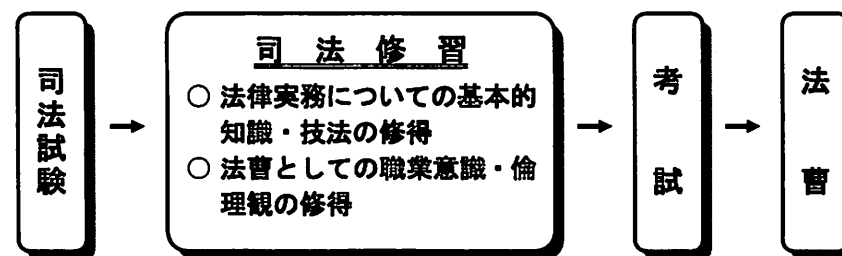 司法試験
司法修習
○ 法律実務についての基本的
知識・技法の修得
○ 法曹としての職業意識・倫
理観の修得
考試
法曹